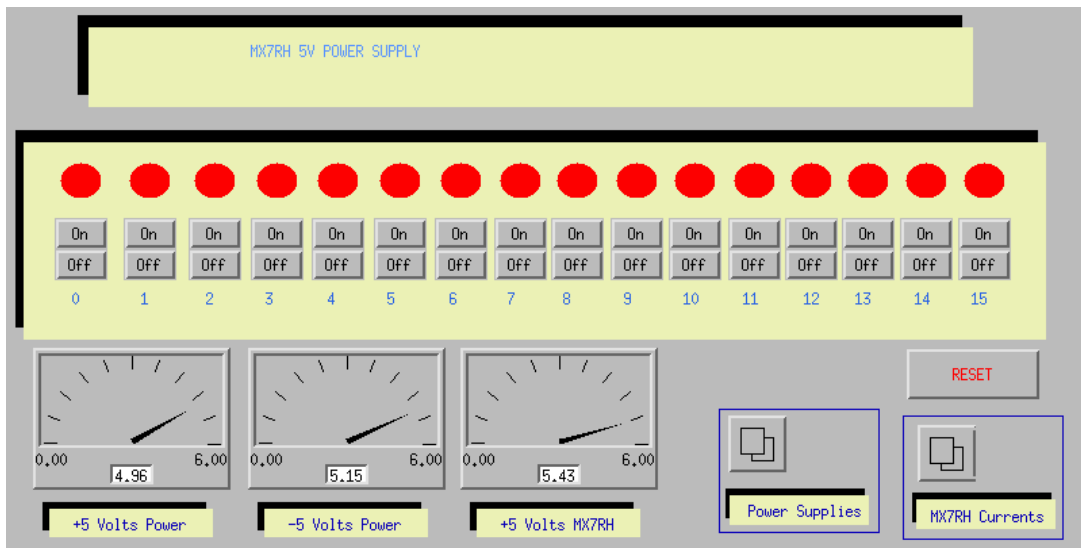 MX7RH 5V POWER SUPPLY
On On On On On On On On On On On On On On On On
Off Off Off Off Off Off Off Off Off Off Off Off Off Off Off Off
0 1 2 3 4 5 6 7 8 9 10 11 12 13 14 15
RESET
0.00 6.00 0.00 6.00 0.00 6.00
4.96 5.15 5.43
Power Supplies
MX7RH Currents
+5 Volts Power
-5 Volts Power
+5 Volts MX7RH